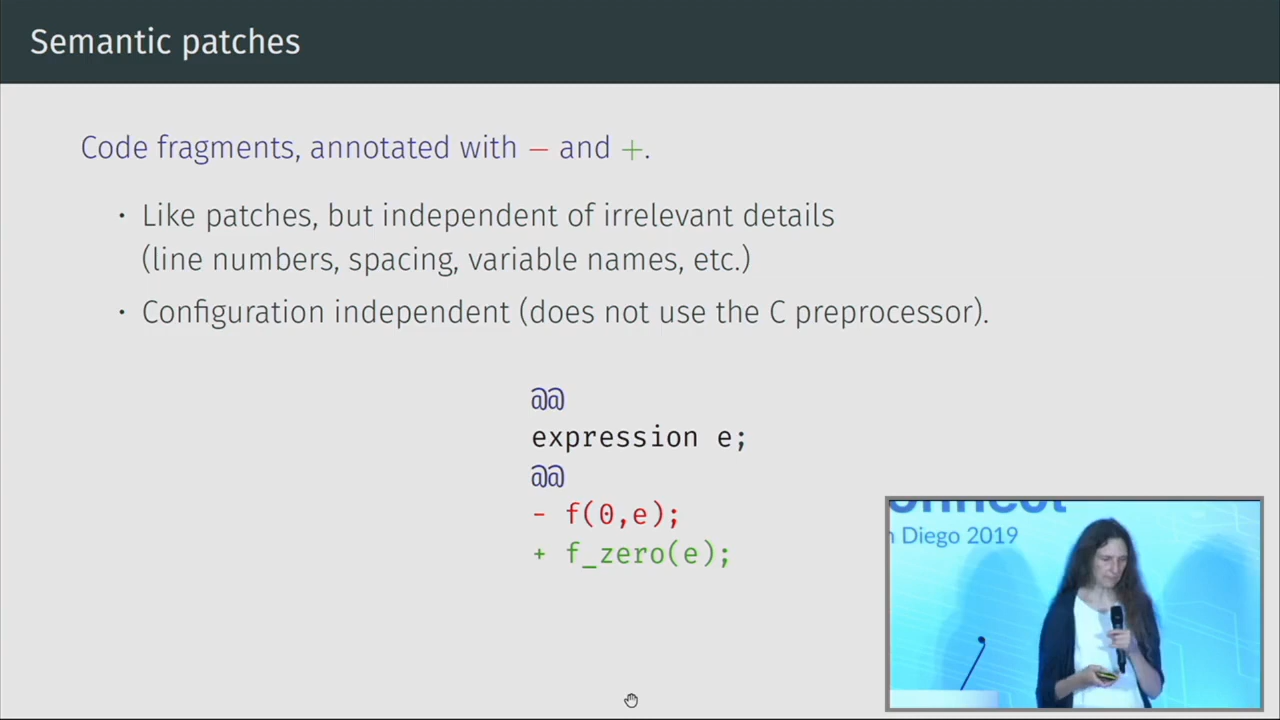 Semantic patches
Code fragments, annotated with − and +.
• Like patches, but independent of irrelevant details
(line numbers, spacing, variable names, etc.)
• Configuration independent (does not use the C preprocessor).
@@
expression e;
@@
- f(0,e);
+ f_zero(e);
Diego 2019